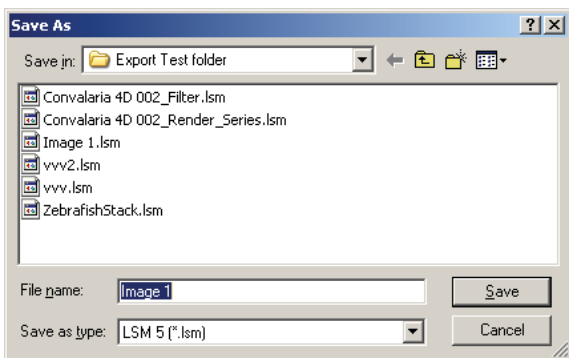 Save As
Save in: Export Test folder
Convalaria 4D 002_Filter.lsm
Convalaria 4D 002_Render_Series.lsm
Image 1.lsm
vvv2.lsm
vvv.lsm
ZebrafishStack.lsm
File name: Image 1 Save
Save as type: LSM 5 (*.lsm) Cancel